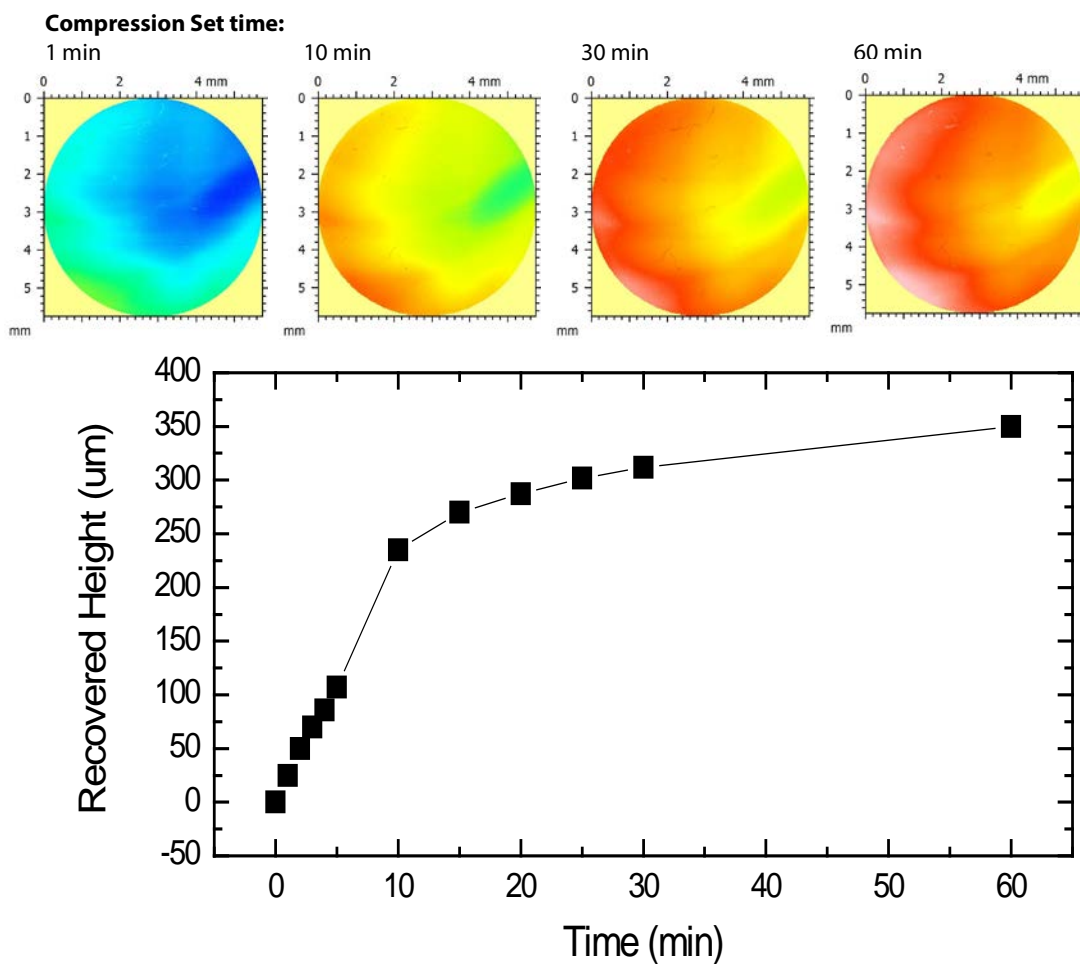 Compression Set time:
1 min 10 min 30 min 60 min
0 2 4 mm 0 2 4 mm 0 2 4 mm 0 2 4 mm
0 0 0 0
1 1 1 1
2 2 2 2
3 3 3 3
4 4 4 4
5 5 5 5
mm mm mm mm
400
350
300
250
200
150
100
50
0
-50
Recovered Height (um)
0 10 20 30 40 50 60
Time (min)